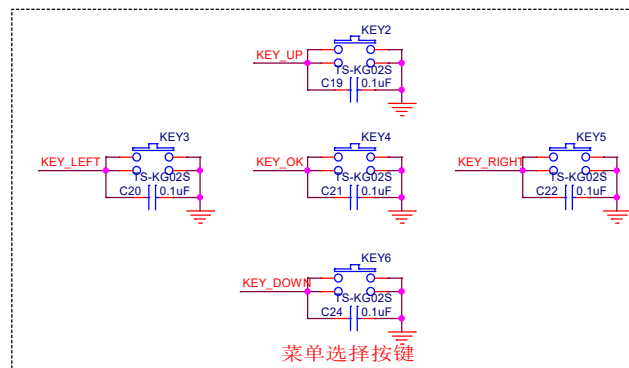 KEY2
KEY_UP
TS-KG02S
C19 0.1uF
KEY3
KEY_LEFT
TS-KG02S
C20 0.1uF
KEY4
KEY_OK
TS-KG02S
C21 0.1uF
KEY5
KEY_RIGHT
TS-KG02S
C22 0.1uF
KEY6
KEY_DOWN
TS-KG02S
C24 0.1uF
菜单选择按键